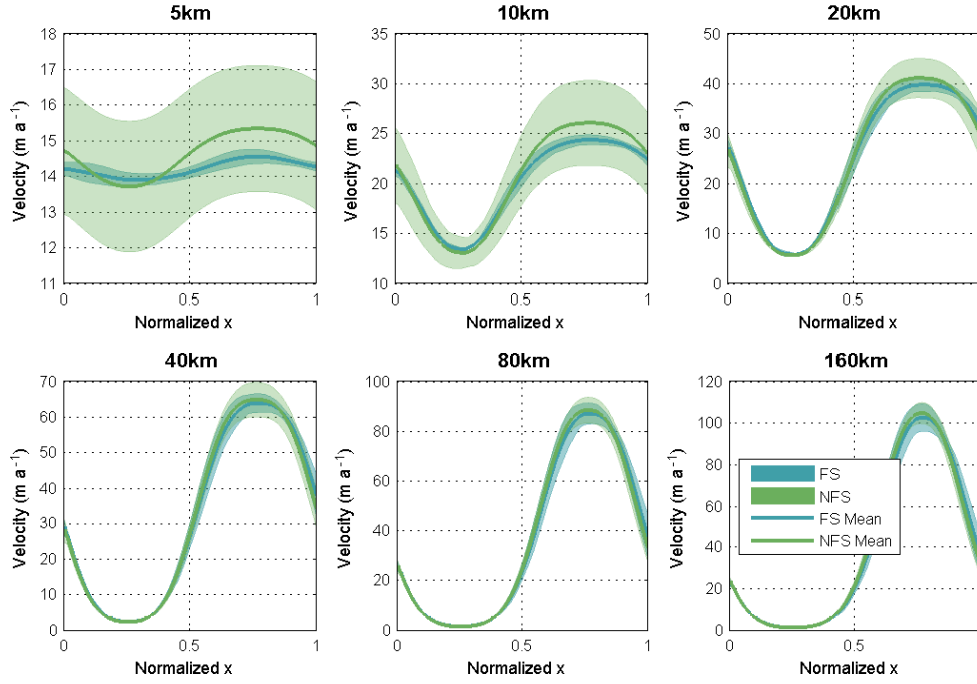 5km
10km
20km
Velocity (m a⁻¹)
18
17
16
15
14
13
12
11
0
0.5
1
Normalized x
Velocity (m a⁻¹)
35
30
25
20
15
10
0
0.5
1
Normalized x
Velocity (m a⁻¹)
50
40
30
20
10
0
0
0.5
Normalized x
40km
80km
160km
Velocity (m a⁻¹)
70
60
50
40
30
20
10
0
0
0.5
1
Normalized x
Velocity (m a⁻¹)
100
80
60
40
20
0
0
0.5
1
Normalized x
Velocity (m a⁻¹)
120
100
80
60
40
20
0
0
0.5
Normalized x
FS
NFS
FS Mean
NFS Mean